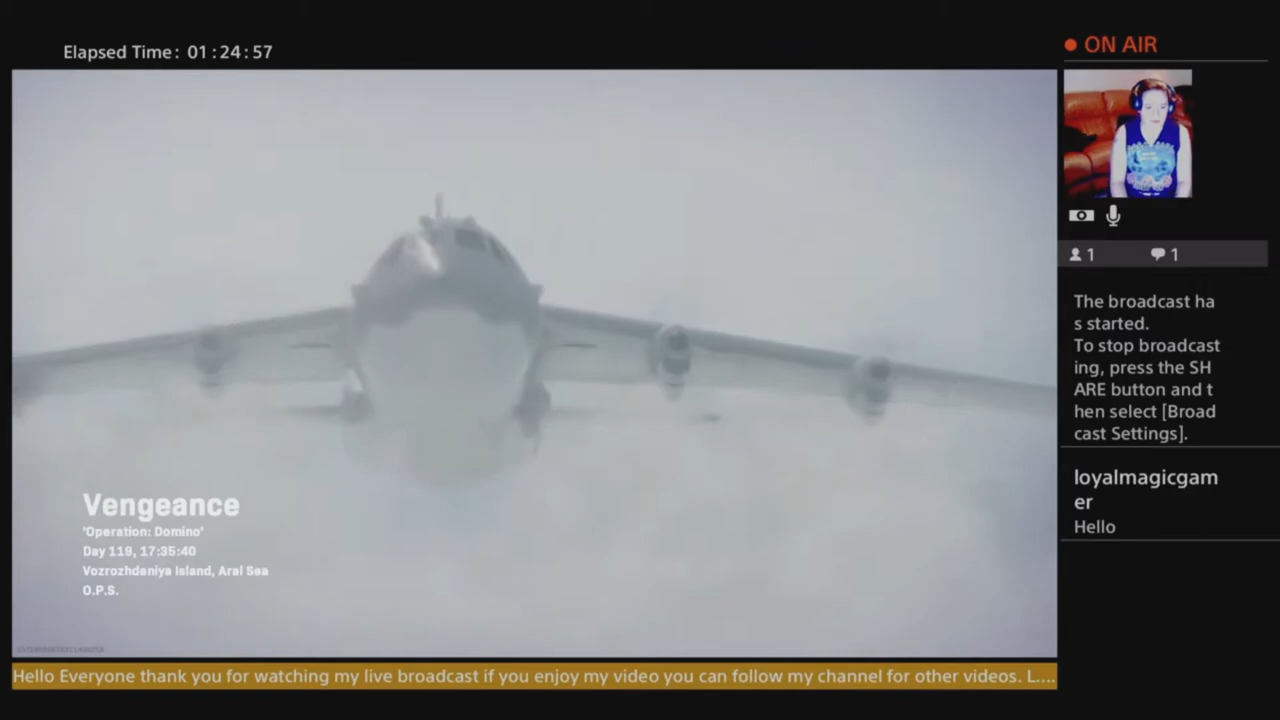 Elapsed Time: 01:24:57
ON AIR
1 1
The broadcast ha
s started.
To stop broadcast
ing, press the SH
ARE button and t
hen select [Broad
cast Settings].
loyalmagicgam
er
Hello
Vengeance
'Operation: Domino'
Day 119, 17:35:40
Vozrozhdeniya Island, Aral Sea
O.P.S.
Hello Everyone thank you for watching my live broadcast if you enjoy my video you can follow my channel for other videos. L....